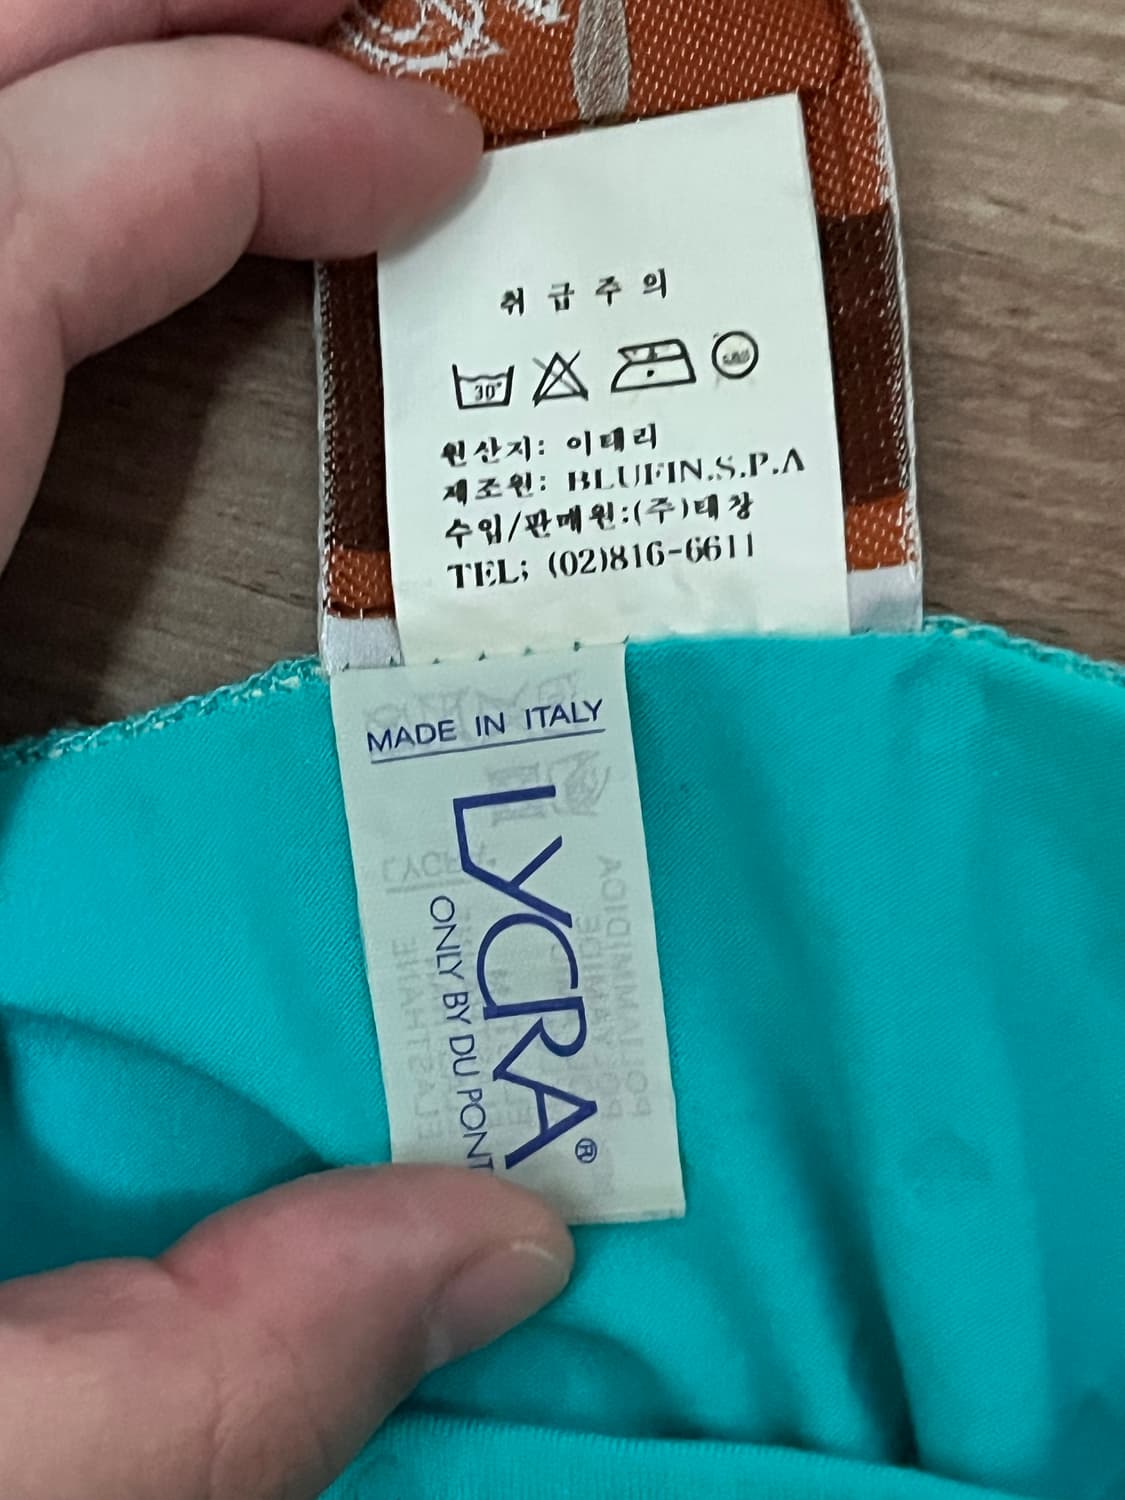 취급주의
30°
원산지: 이태리
제조원: BLUFIN.S.P.A
수입/판매원:(주)태창
TEL; (02)816-6611
MADE IN ITALY
LYCRA®
ONLY BY DU PONT